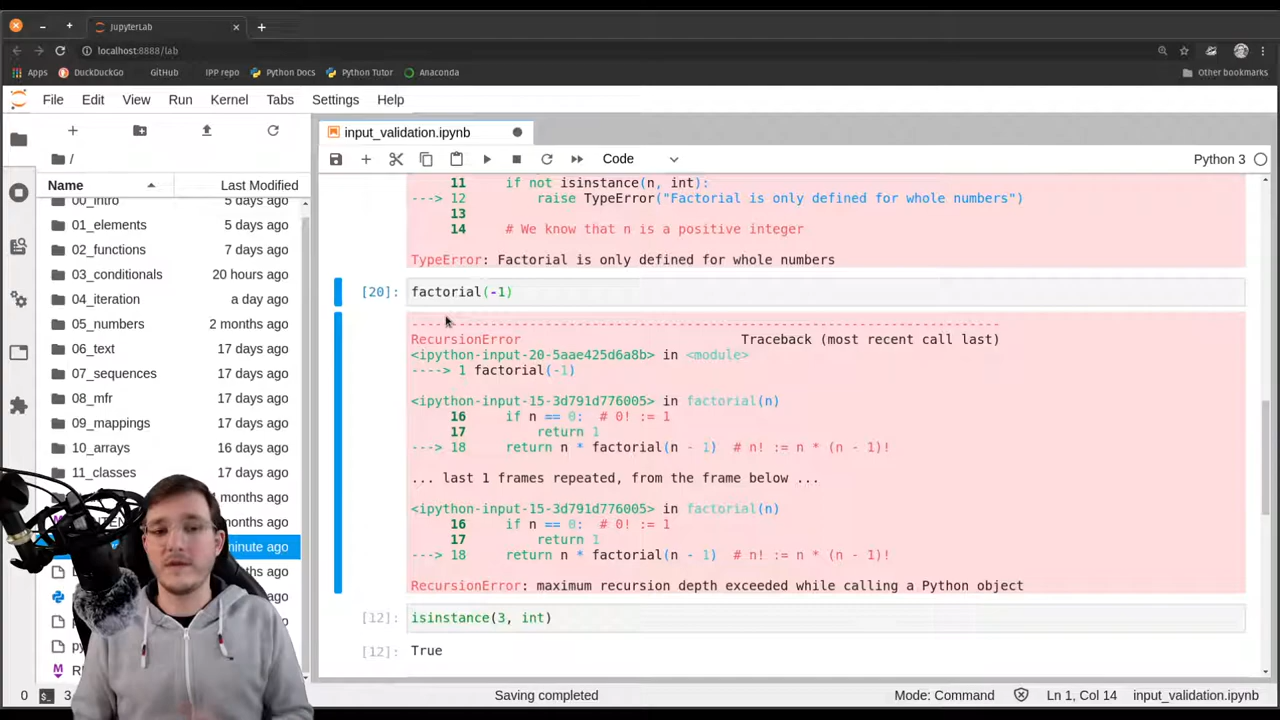 JupyterLab
localhost:8888/lab
Apps DuckDuckGo GitHub IPP repo Python Docs Python Tutor Anaconda Other bookmarks
File Edit View Run Kernel Tabs Settings Help
input_validation.ipynb
/
Code
Python 3
Name Last Modified
00_intro 5 days ago
01_elements 5 days ago
02_functions 7 days ago
03_conditionals 20 hours ago
04_iteration a day ago
05_numbers 2 months ago
06_text 17 days ago
07_sequences 17 days ago
08_mfr 17 days ago
09_mappings 17 days ago
10_arrays 16 days ago
11_classes 17 days ago
months ago
months ago
minute ago
ago
ago
ago
ago
ago
11 if not isinstance(n, int):
---> 12 raise TypeError("Factorial is only defined for whole numbers")
13
14 # We know that n is a positive integer
TypeError: Factorial is only defined for whole numbers
[20]: factorial(-1)
---------------------------------------------------------------------------
RecursionError Traceback (most recent call last)
<ipython-input-20-5aae425d6a8b> in <module>
----> 1 factorial(-1)
<ipython-input-15-3d791d776005> in factorial(n)
16 if n == 0: # 0! := 1
17 return 1
---> 18 return n * factorial(n - 1) # n! := n * (n - 1)!
... last 1 frames repeated, from the frame below ...
<ipython-input-15-3d791d776005> in factorial(n)
16 if n == 0: # 0! := 1
17 return 1
---> 18 return n * factorial(n - 1) # n! := n * (n - 1)!
RecursionError: maximum recursion depth exceeded while calling a Python object
[12]: isinstance(3, int)
[12]: True
0 $_ 3 Saving completed Mode: Command Ln 1, Col 14 input_validation.ipynb